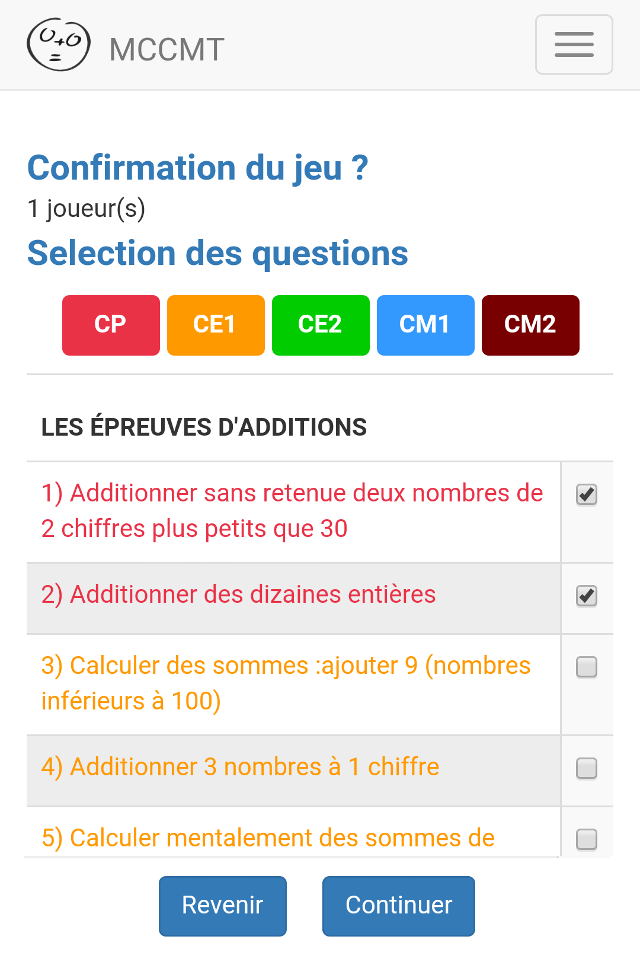 MCCMT
Confirmation du jeu ?
1 joueur(s)
Selection des questions
CP CE1 CE2 CM1 CM2
LES ÉPREUVES D'ADDITIONS
1) Additionner sans retenue deux nombres de
2 chiffres plus petits que 30
2) Additionner des dizaines entières
3) Calculer des sommes :ajouter 9 (nombres
inférieurs à 100)
4) Additionner 3 nombres à 1 chiffre
5) Calculer mentalement des sommes de
Revenir Continuer